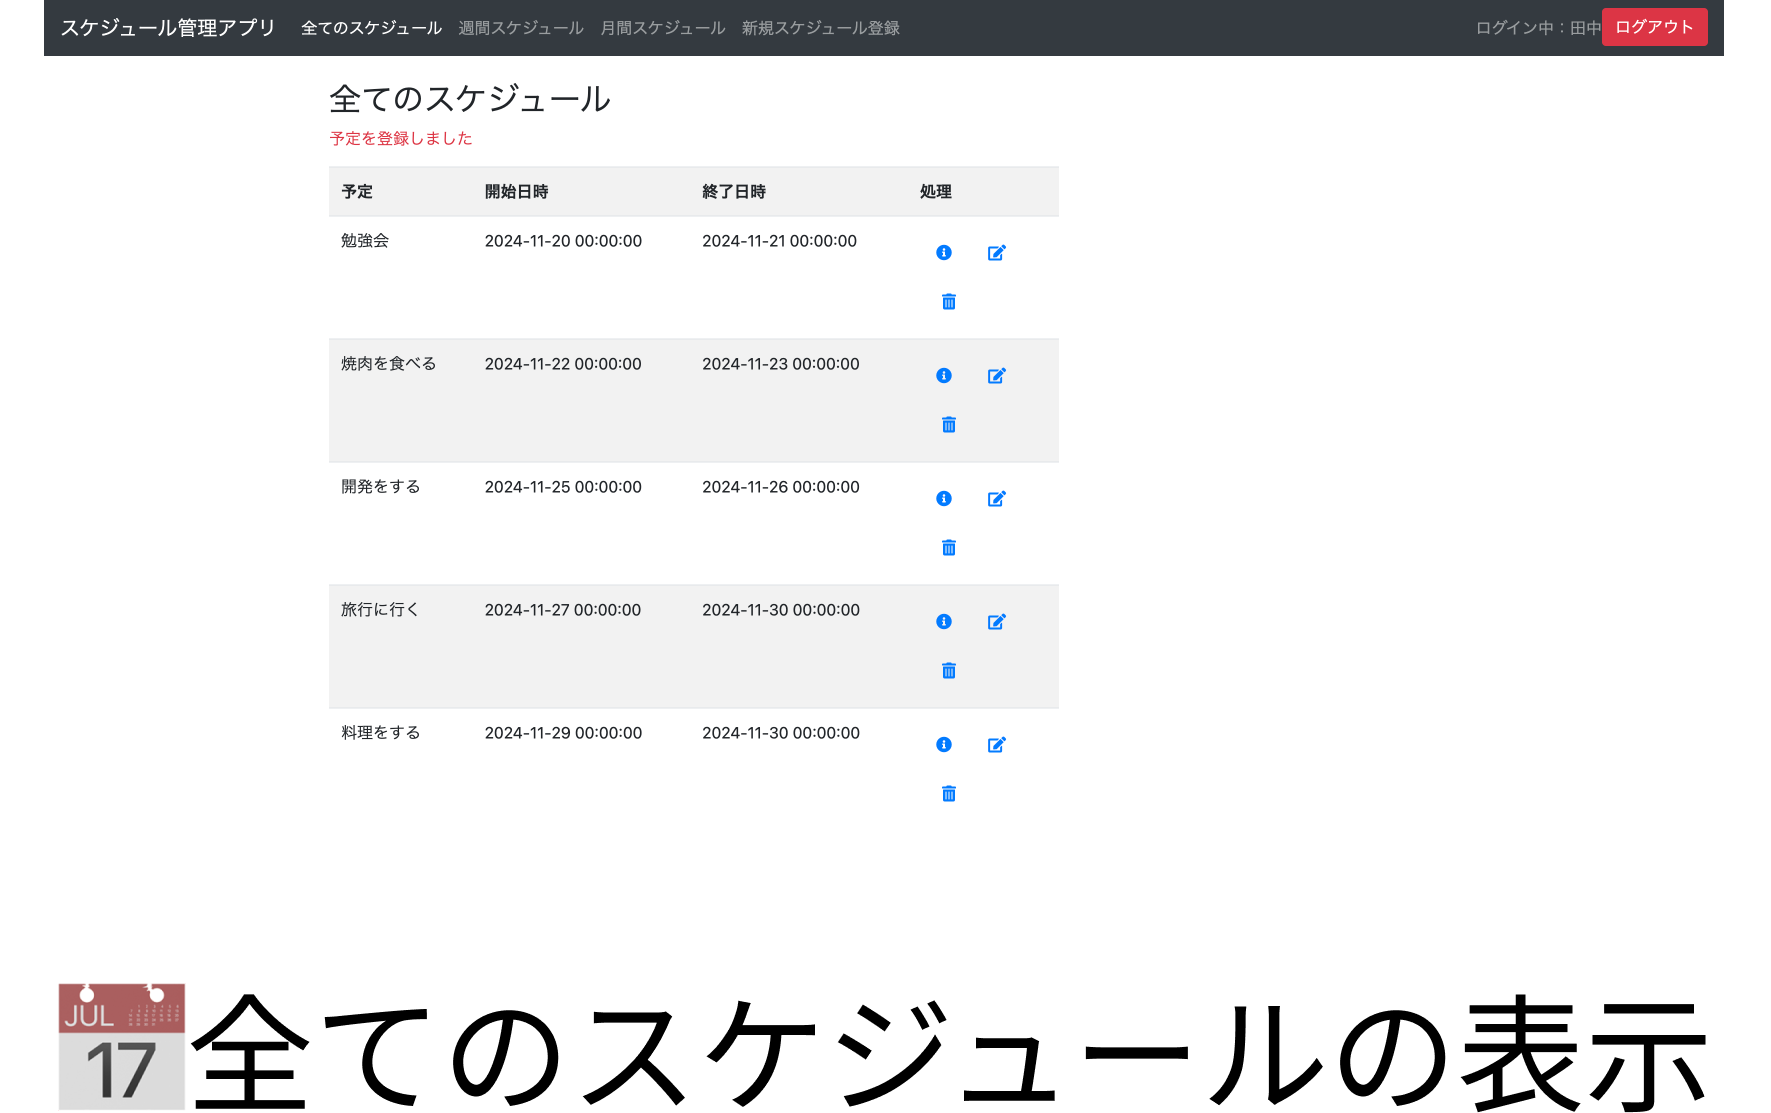 スケジュール管理アプリ 全てのスケジュール 週間スケジュール 月間スケジュール 新規スケジュール登録 ログイン中：田中 ログアウト
全てのスケジュール
予定を登録しました
予定 開始日時 終了日時 処理
勉強会 2024-11-20 00:00:00 2024-11-21 00:00:00
焼肉を食べる 2024-11-22 00:00:00 2024-11-23 00:00:00
開発をする 2024-11-25 00:00:00 2024-11-26 00:00:00
旅行に行く 2024-11-27 00:00:00 2024-11-30 00:00:00
料理をする 2024-11-29 00:00:00 2024-11-30 00:00:00
JUL
17
全てのスケジュールの表示